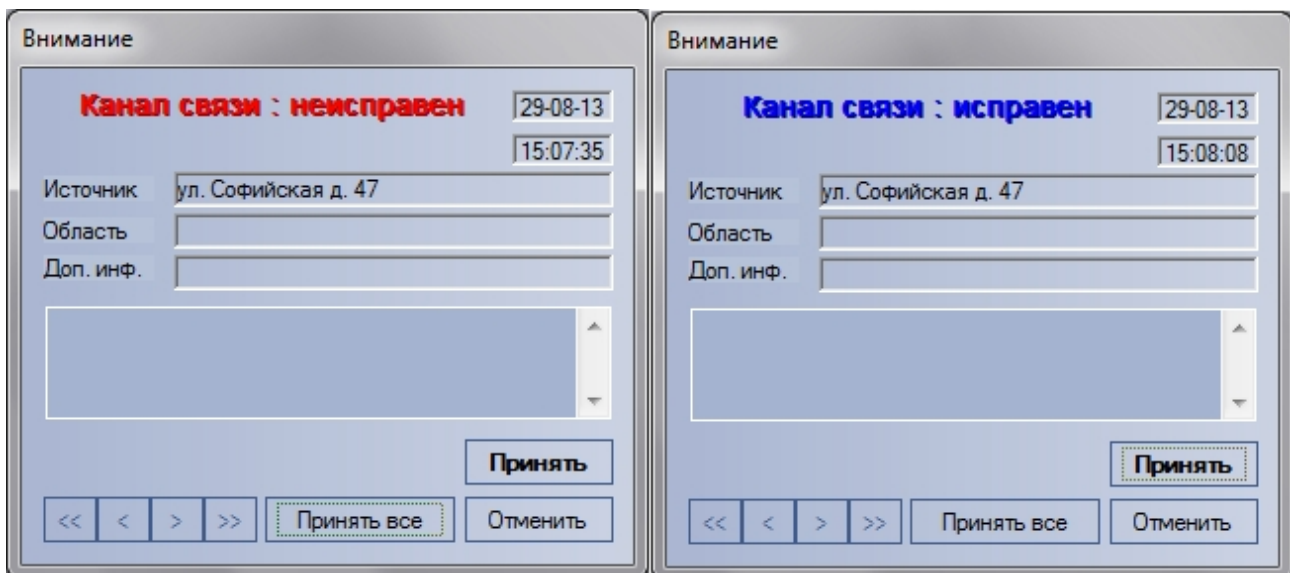 Внимание
Канал связи : неисправен
29-08-13
15:07:35
Источник
ул. Софийская д. 47
Область
Доп. инф.
Принять
<< < > >> Принять все Отменить
Внимание
Канал связи : исправен
29-08-13
15:08:08
Источник
ул. Софийская д. 47
Область
Доп. инф.
Принять
<< < > >> Принять все Отменить